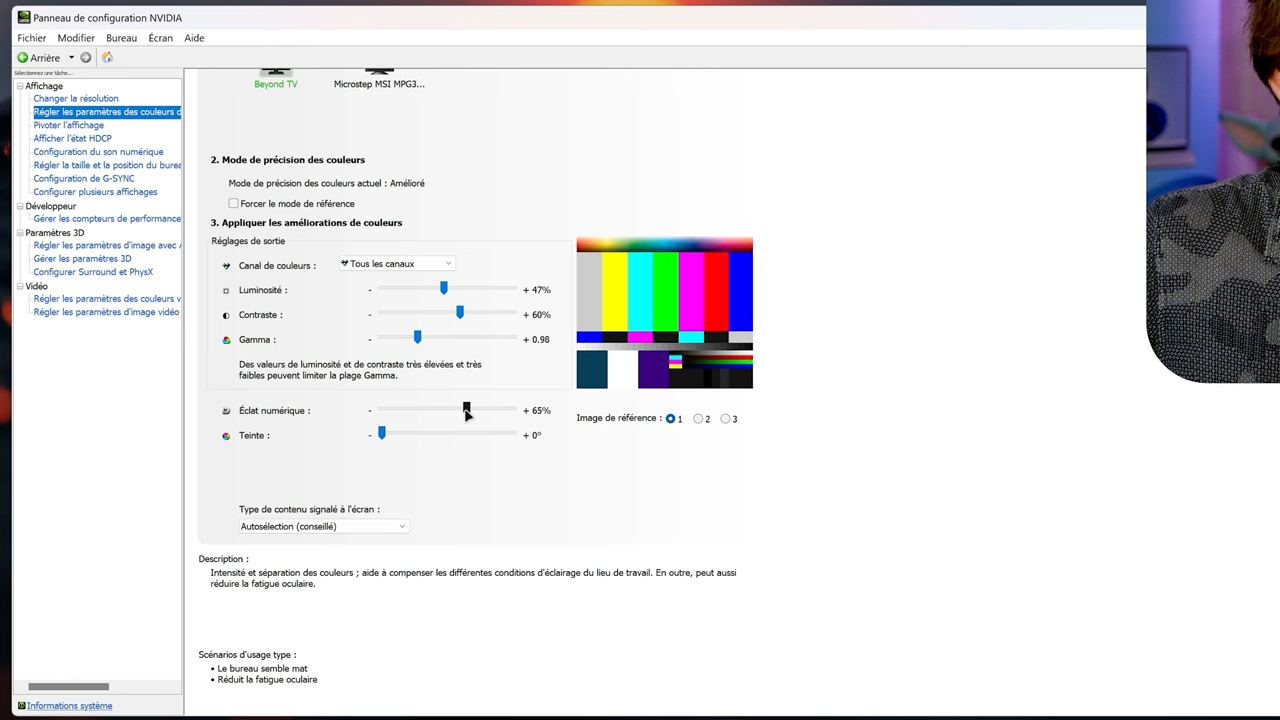 Panneau de configuration NVIDIA
Fichier Modifier Bureau Écran Aide
Arrière
Sélectionnez une tâche...
Affichage
Changer la résolution
Régler les paramètres des couleurs d
Pivoter l'affichage
Afficher l'état HDCP
Configuration du son numérique
Régler la taille et la position du burea
Configuration de G-SYNC
Configurer plusieurs affichages
Développeur
Gérer les compteurs de performance
Paramètres 3D
Régler les paramètres d'image avec A
Gérer les paramètres 3D
Configurer Surround et PhysX
Vidéo
Régler les paramètres des couleurs v
Régler les paramètres d'image vidéo
Informations système
Beyond TV Microstep MSI MPG3...
2. Mode de précision des couleurs
Mode de précision des couleurs actuel : Amélioré
Forcer le mode de référence
3. Appliquer les améliorations de couleurs
Réglages de sortie
Canal de couleurs : Tous les canaux
Luminosité : - + 47%
Contraste : - + 60%
Gamma : - + 0.98
Des valeurs de luminosité et de contraste très élevées et très
faibles peuvent limiter la plage Gamma.
Éclat numérique : - + 65%
Teinte : - + 0°
Image de référence : 1 2 3
Type de contenu signalé à l'écran :
Autosélection (conseillé)
Description :
Intensité et séparation des couleurs ; aide à compenser les différentes conditions d'éclairage du lieu de travail. En outre, peut aussi
réduire la fatigue oculaire.
Scénarios d'usage type :
• Le bureau semble mat
• Réduit la fatigue oculaire